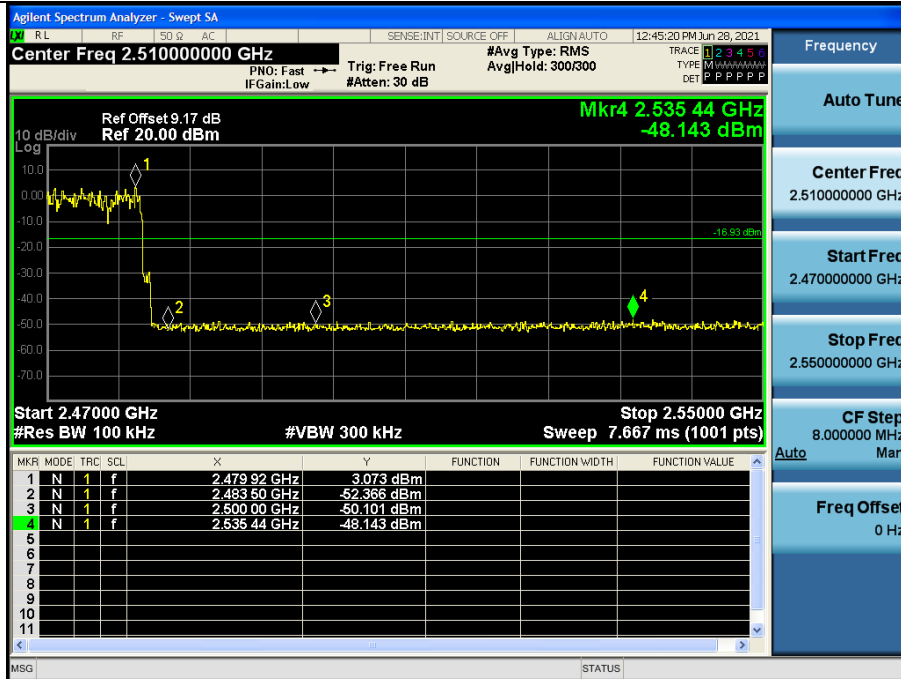 Agilent Spectrum Analyzer - Swept SA
LXI RL RF 50 Ω AC SENSE:INT SOURCE OFF ALIGN AUTO 12:45:20 PM Jun 28, 2021
Center Freq 2.510000000 GHz
PNO: Fast
IFGain:Low
Trig: Free Run
#Atten: 30 dB
#Avg Type: RMS
Avg|Hold: 300/300
TRACE 1 2 3 4 5 6
TYPE M WWWWW
DET P P P P P P
Mkr4 2.535 44 GHz
-48.143 dBm
Ref Offset 9.17 dB
10 dB/div Ref 20.00 dBm
Log
10.0
0.00
-10.0
-20.0
-30.0
-40.0
-50.0
-60.0
-70.0
1
2
3
4
-16.93 dBm
Start 2.47000 GHz Stop 2.55000 GHz
#Res BW 100 kHz #VBW 300 kHz Sweep 7.667 ms (1001 pts)
MKR MODE TRC SCL X Y FUNCTION FUNCTION WIDTH FUNCTION VALUE
1 N 1 f 2.479 92 GHz 3.073 dBm
2 N 1 f 2.483 50 GHz -52.366 dBm
3 N 1 f 2.500 00 GHz -50.101 dBm
4 N 1 f 2.535 44 GHz -48.143 dBm
5
6
7
8
9
10
11
MSG STATUS
Frequency
Auto Tune
Center Freq
2.510000000 GHz
Start Freq
2.470000000 GHz
Stop Freq
2.550000000 GHz
CF Step
8.000000 MHz
Auto Man
Freq Offset
0 Hz